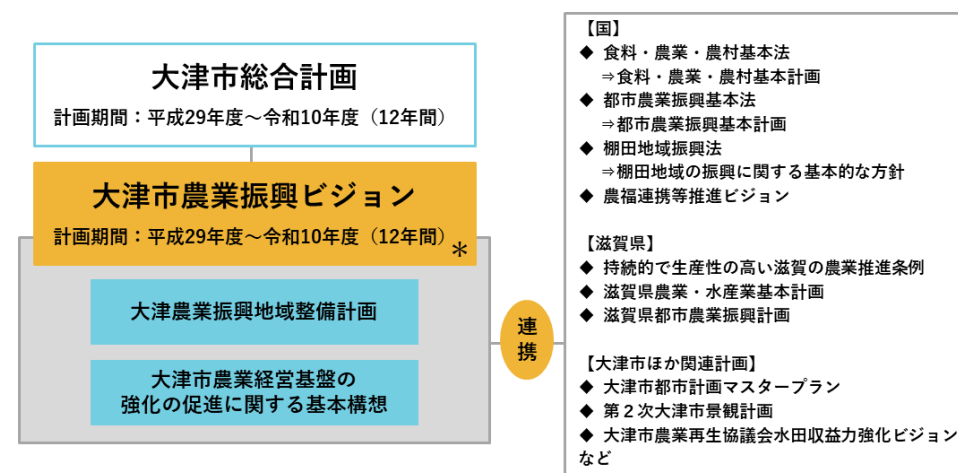 大津市総合計画
計画期間：平成29年度～令和10年度（12年間）
大津市農業振興ビジョン
計画期間：平成29年度～令和10年度（12年間）＊
大津農業振興地域整備計画
大津市農業経営基盤の
強化の促進に関する基本構想
連
携
【国】
◆ 食料・農業・農村基本法
⇒食料・農業・農村基本計画
◆ 都市農業振興基本法
⇒都市農業振興基本計画
◆ 棚田地域振興法
⇒棚田地域の振興に関する基本的な方針
◆ 農福連携等推進ビジョン
【滋賀県】
◆ 持続的で生産性の高い滋賀の農業推進条例
◆ 滋賀県農業・水産業基本計画
◆ 滋賀県都市農業振興計画
【大津市ほか関連計画】
◆ 大津市都市計画マスタープラン
◆ 第２次大津市景観計画
◆ 大津市農業再生協議会水田収益力強化ビジョン
など